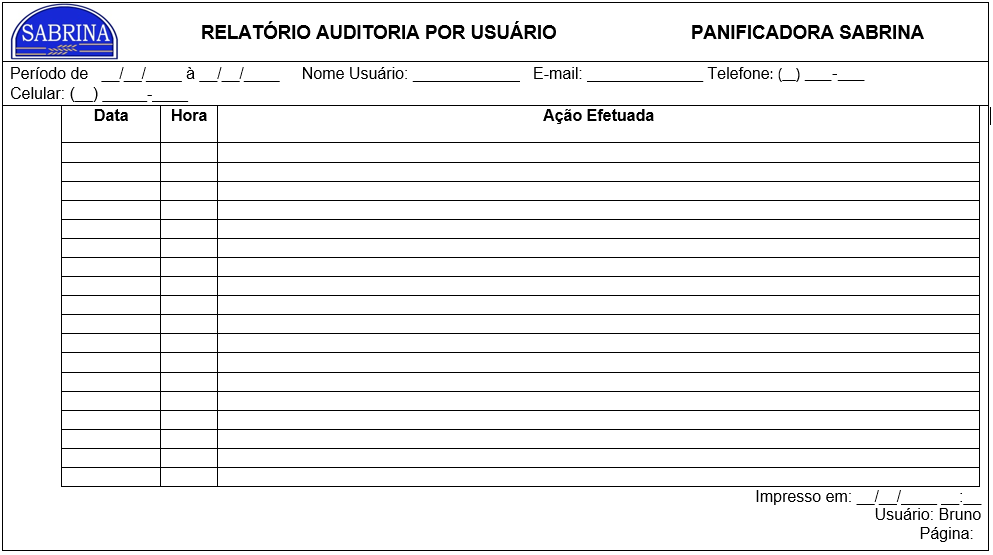 SABRINA
RELATÓRIO AUDITORIA POR USUÁRIO PANIFICADORA SABRINA
Período de __/__/____ à __/__/____ Nome Usuário: ____________ E-mail: _____________ Telefone: (__) ___-___
Celular: (__) _____-____
Data Hora Ação Efetuada
Impresso em: __/__/____ __:__
Usuário: Bruno
Página: